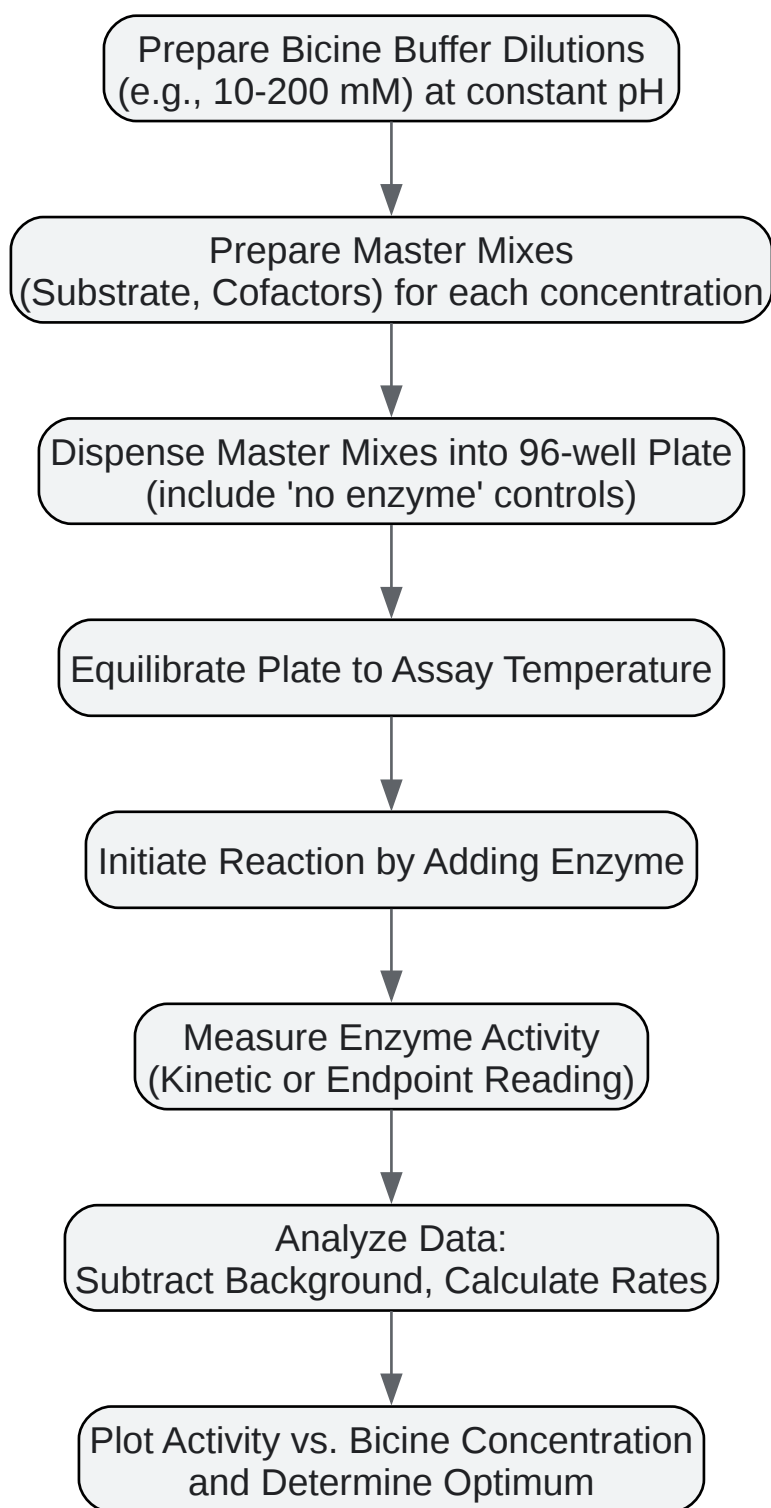 Prepare Bicine Buffer Dilutions
(e.g., 10-200 mM) at constant pH
Prepare Master Mixes
(Substrate, Cofactors) for each concentration
Dispense Master Mixes into 96-well Plate
(include 'no enzyme' controls)
Equilibrate Plate to Assay Temperature
Initiate Reaction by Adding Enzyme
Measure Enzyme Activity
(Kinetic or Endpoint Reading)
Analyze Data:
Subtract Background, Calculate Rates
Plot Activity vs. Bicine Concentration
and Determine Optimum